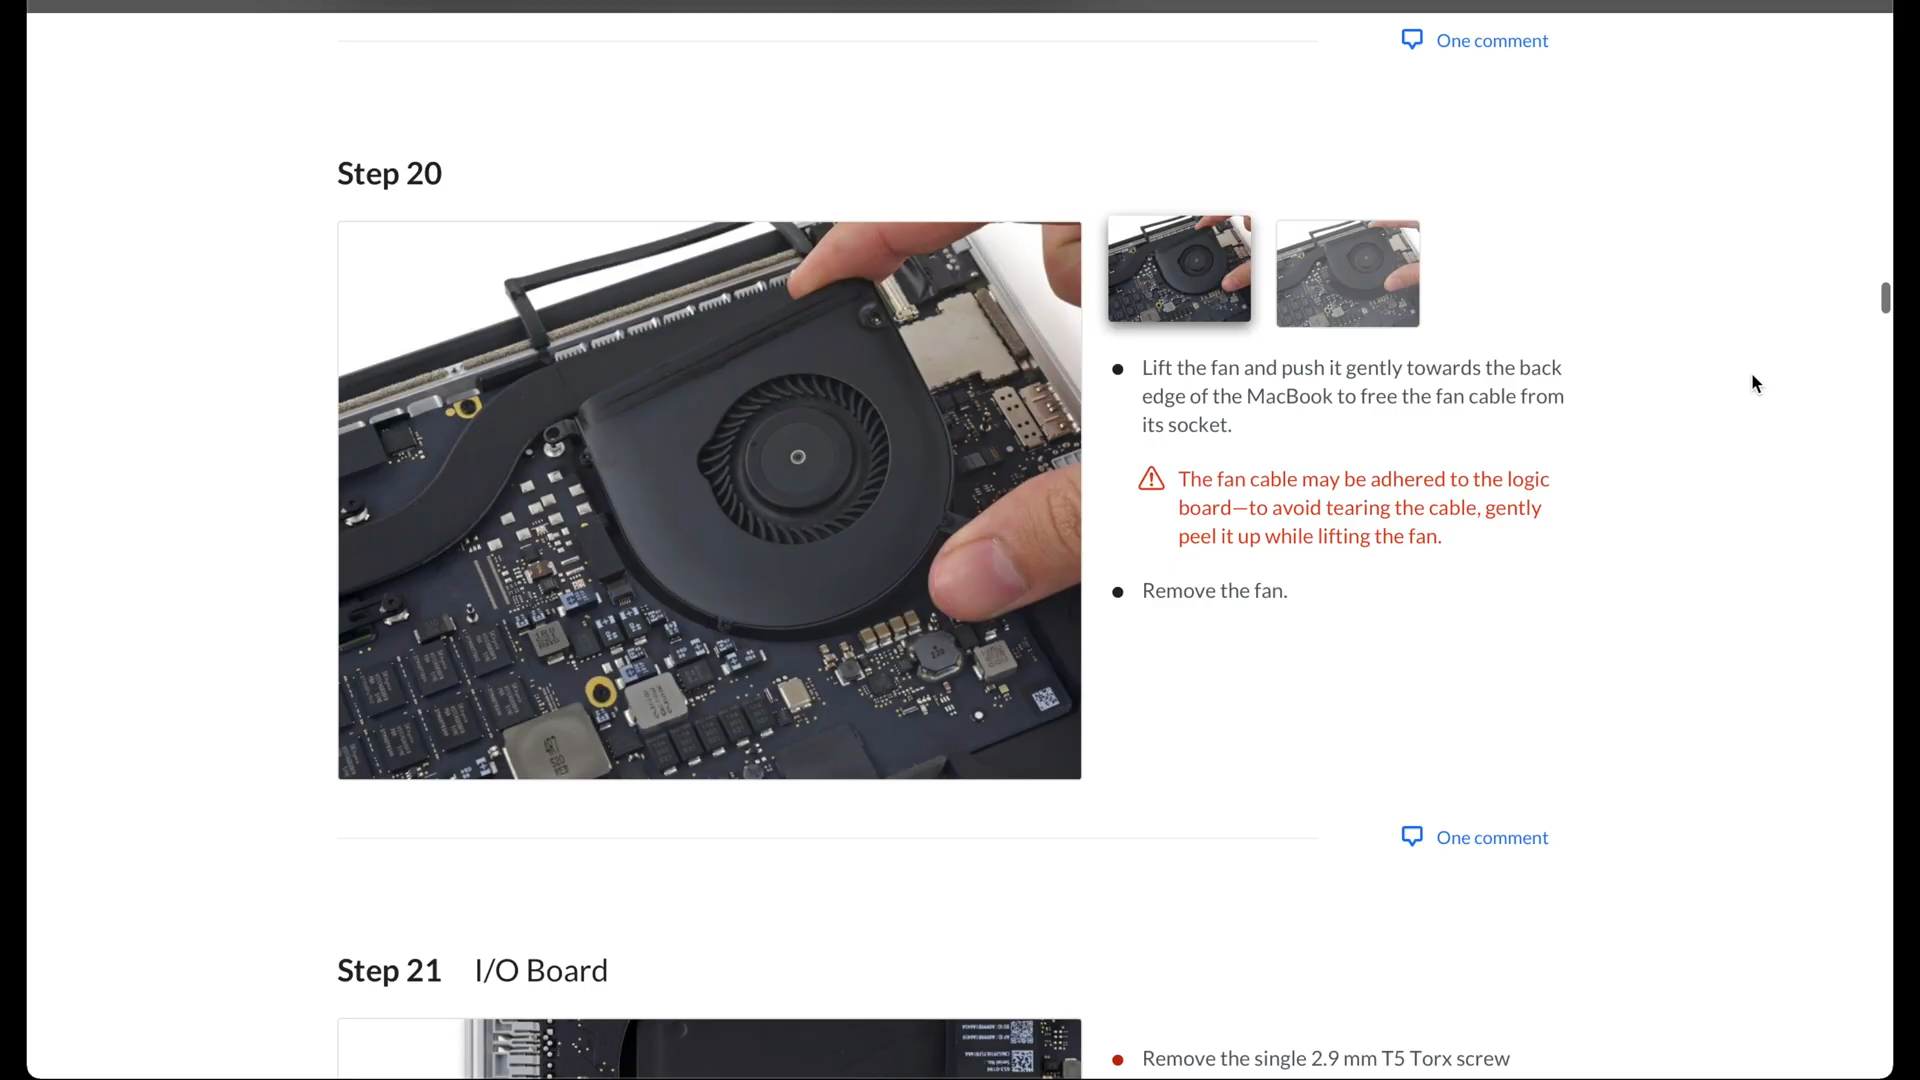 One comment
Step 20
Lift the fan and push it gently towards the back
edge of the MacBook to free the fan cable from
its socket.
The fan cable may be adhered to the logic
board—to avoid tearing the cable, gently
peel it up while lifting the fan.
Remove the fan.
One comment
Step 21 I/O Board
Remove the single 2.9 mm T5 Torx screw